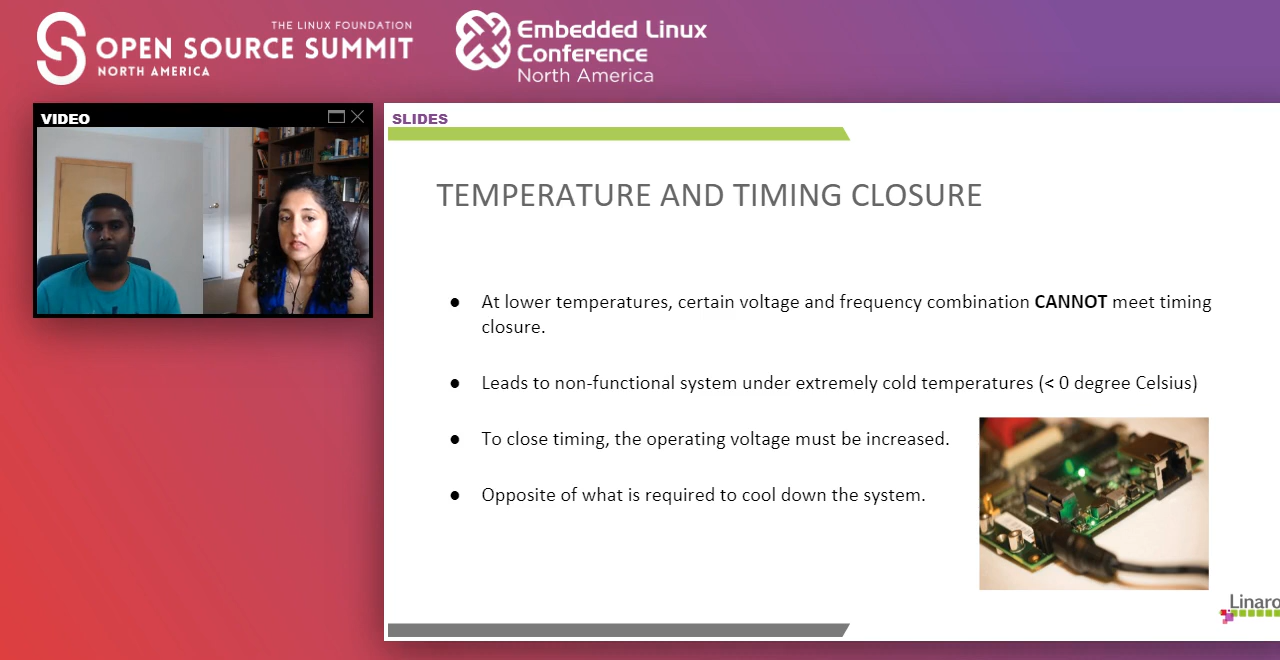 THE LINUX FOUNDATION
OPEN SOURCE SUMMIT
NORTH AMERICA
Embedded Linux
Conference
North America
VIDEO
SLIDES
TEMPERATURE AND TIMING CLOSURE
● At lower temperatures, certain voltage and frequency combination CANNOT meet timing
closure.
● Leads to non-functional system under extremely cold temperatures (< 0 degree Celsius)
● To close timing, the operating voltage must be increased.
● Opposite of what is required to cool down the system.
Linaro